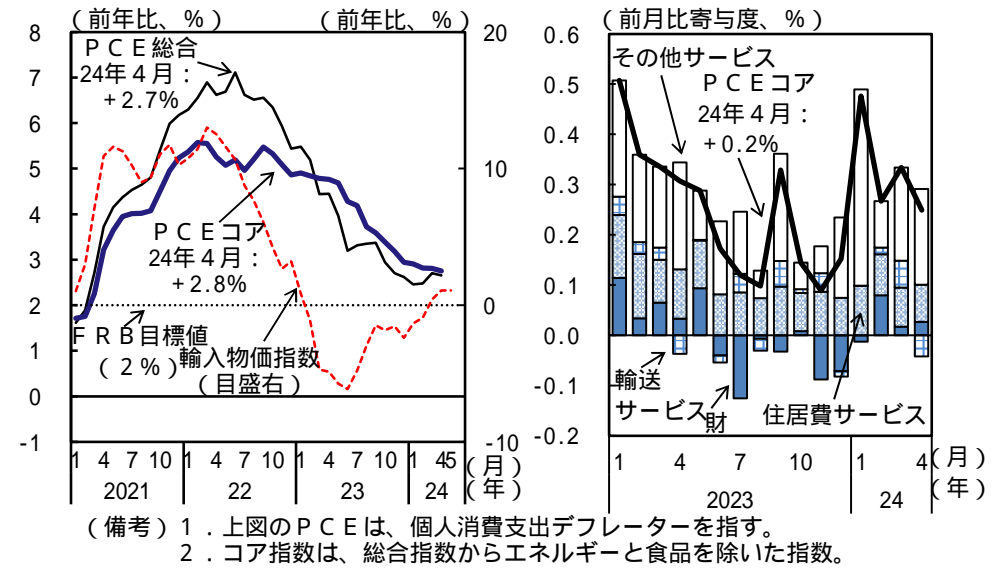 （前年比、％）
（前年比、％）
8
7
6
5
4
3
2
1
0
-1
20
10
0
-10
ＰＣＥ総合
24年４月：
+2.7%
ＰＣＥコア
24年４月：
+2.8%
ＦＲＢ目標値
（２％）
輸入物価指数
（目盛右）
1 4 7 10 1 4 7 10 1 4 7 10 1 45
（月）
2021 22 23 24
（年）
（前月比寄与度、％）
0.6
0.5
0.4
0.3
0.2
0.1
0.0
-0.1
-0.2
その他サービス
ＰＣＥコア
24年４月：
+0.2%
輸送
サービス
財
住居費サービス
1 4 7 10 1 4
（月）
2023 24
（年）
（備考）１．上図のＰＣＥは、個人消費支出デフレーターを指す。
２．コア指数は、総合指数からエネルギーと食品を除いた指数。